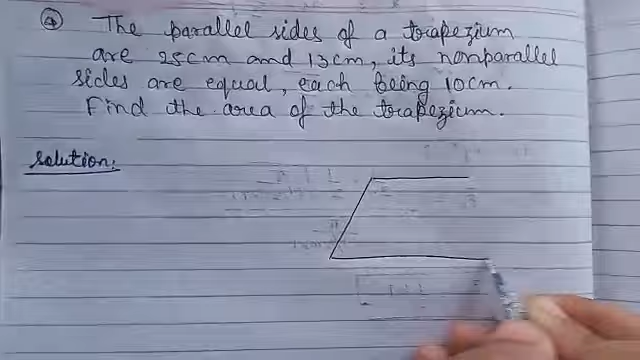 ④ The parallel sides of a trapezium
are 25cm and 13cm, its nonparallel
sides are equal, each being 10cm.
Find the area of the trapezium.
Solution: